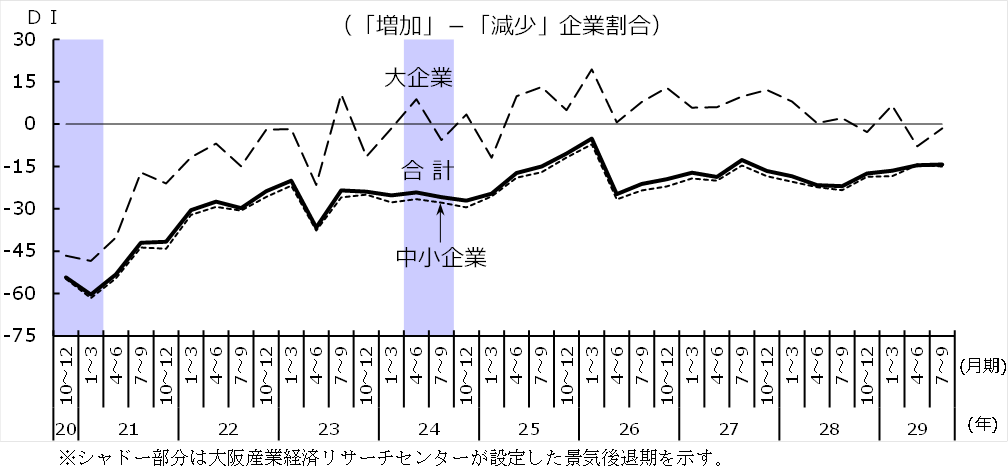 ＤＩ
（「増加」－「減少」企業割合）
30
15
0
-15
-30
-45
-60
-75
大企業
合 計
中小企業
10～12 1～3 4～6 7～9 10～12 1～3 4～6 7～9 10～12 1～3 4～6 7～9 10～12 1～3 4～6 7～9 10～12 1～3 4～6 7～9 10～12 1～3 4～6 7～9 10～12 1～3 4～6 7～9 10～12 1～3 4～6 7～9 10～12 1～3 4～6 7～9 (月期)
20 21 22 23 24 25 26 27 28 29 (年)
※シャドー部分は大阪産業経済リサーチセンターが設定した景気後退期を示す。